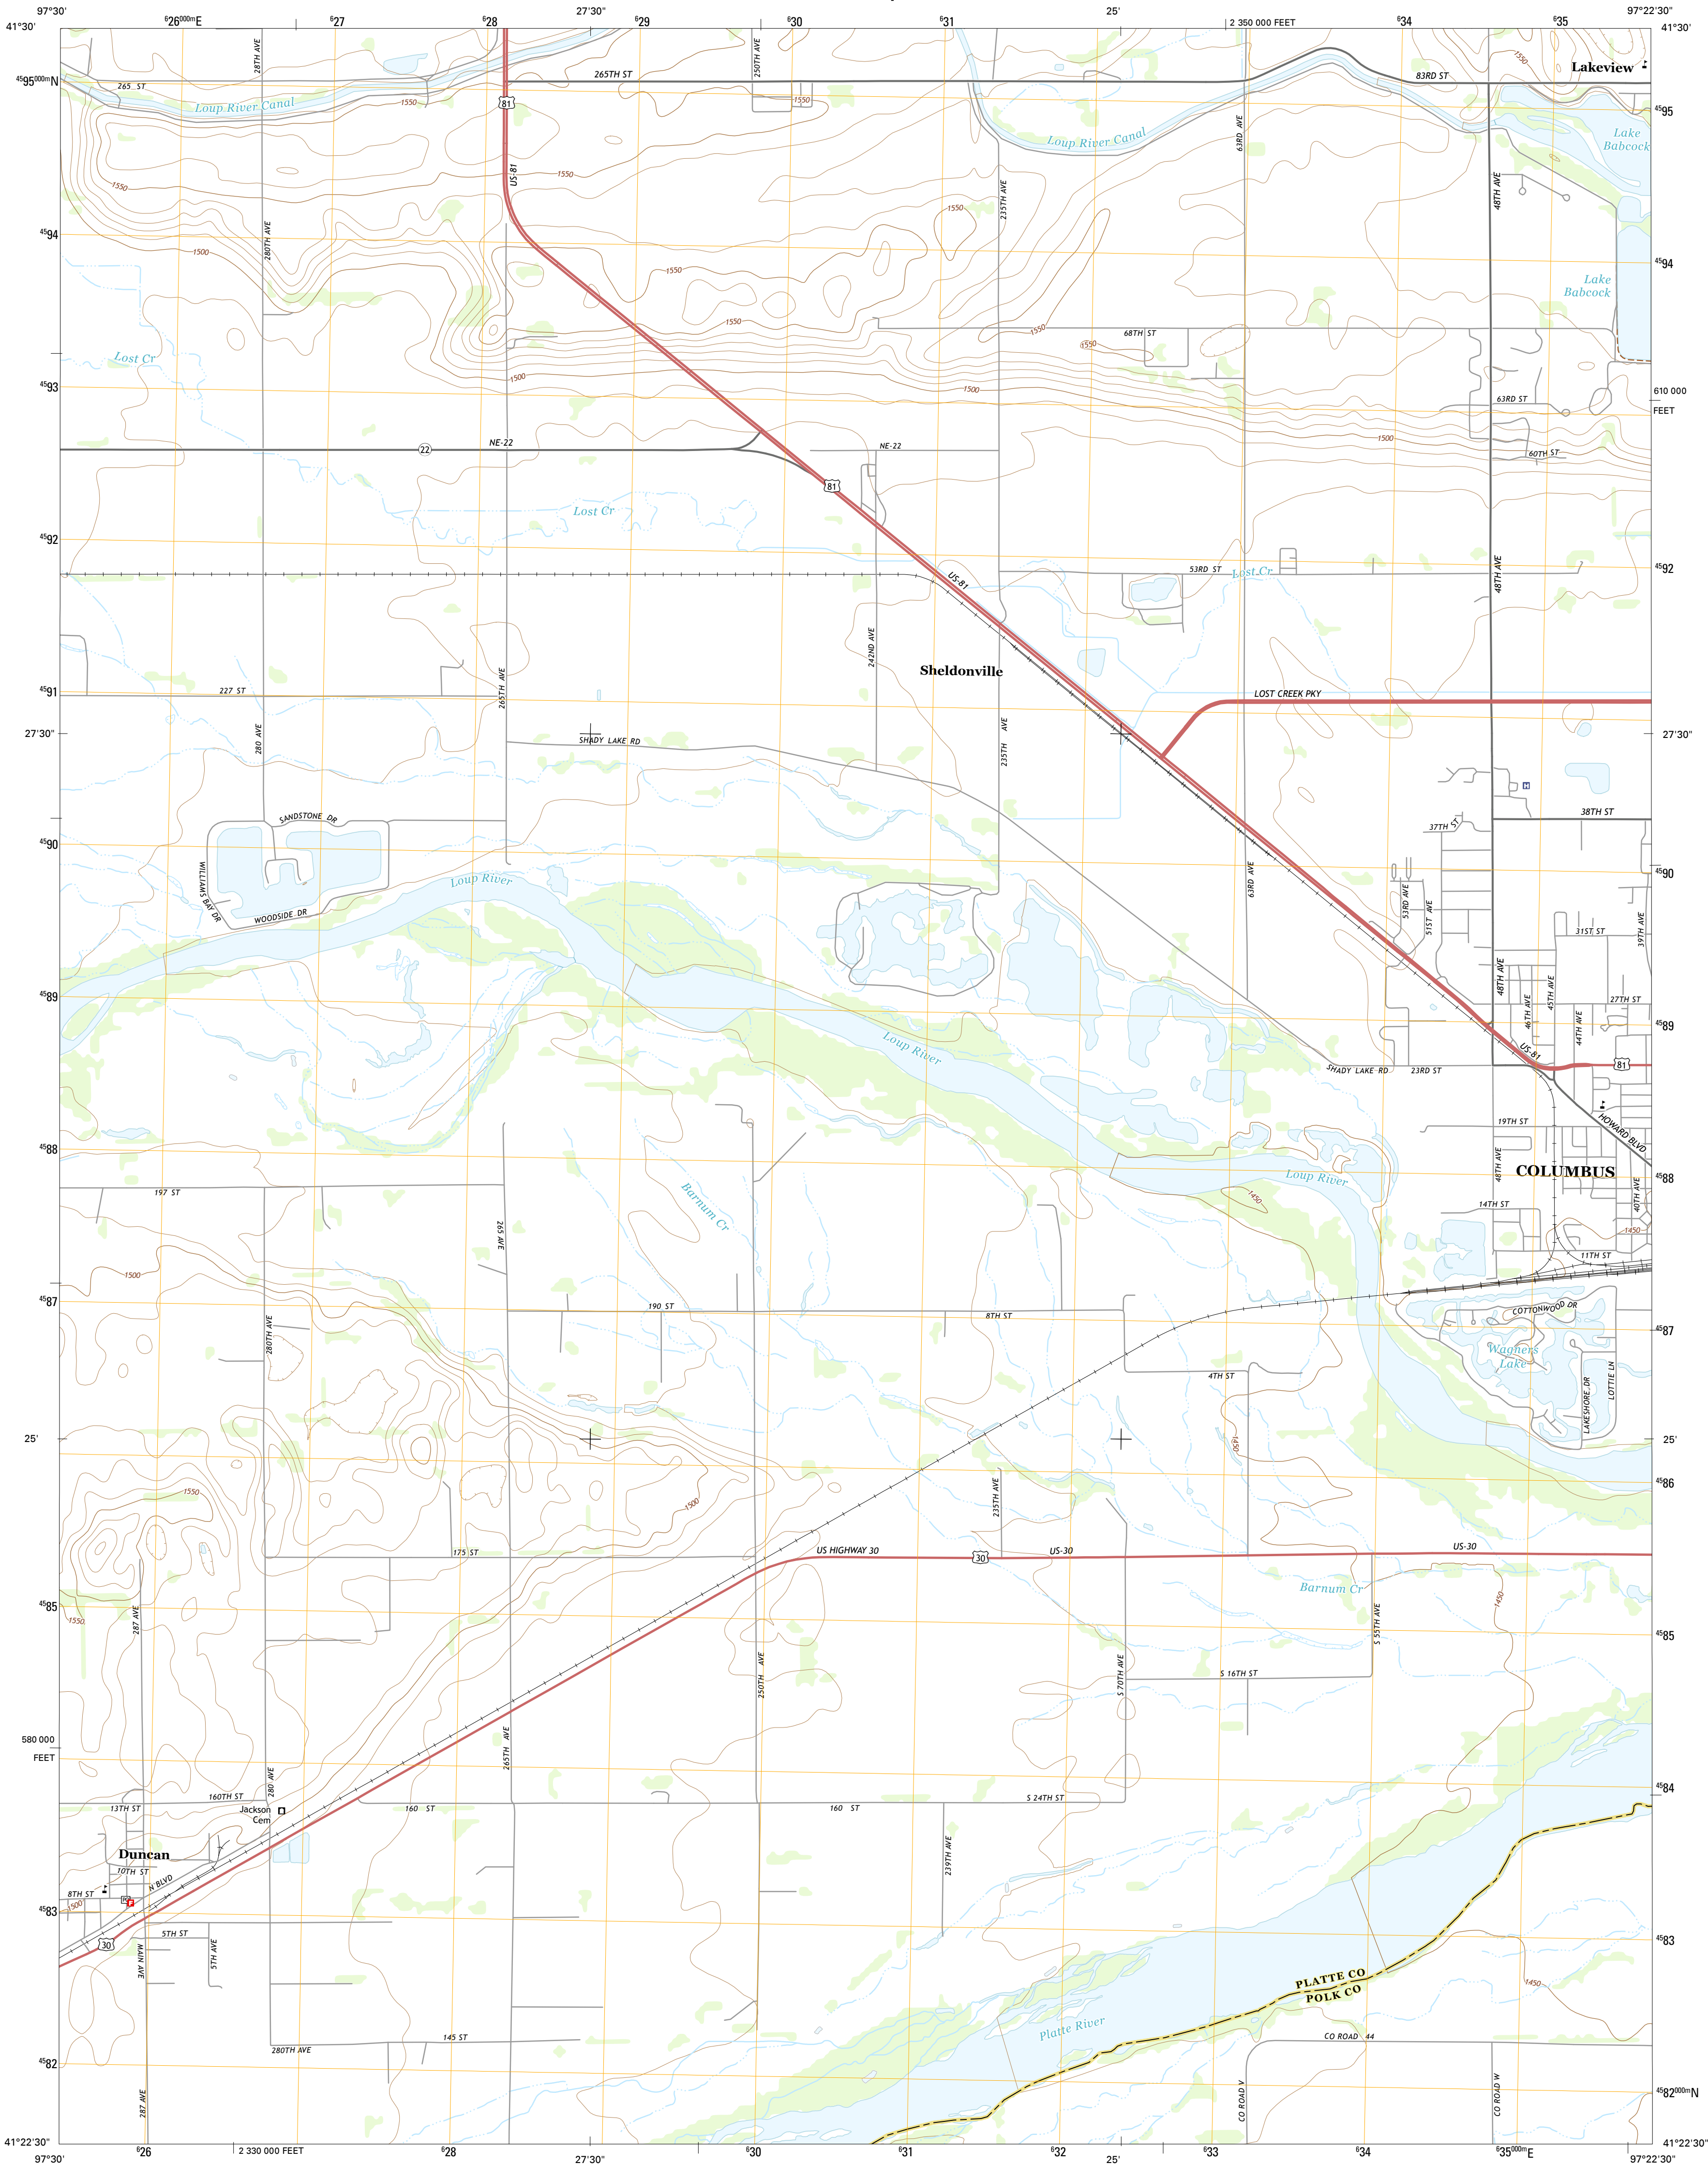 97°30' 626000mE 27 28 27'30" 629 630 631 25' 2 350 000 FEET 634 635 97°22'30"
41°30' 41°30'
Lakeview
4595000mN 265 ST 28TH AVE 265TH ST 250TH AVE 83RD ST 1550
Loup River Canal 1550 81 1550
Loup River Canal 63RD AVE 4595
Lake
Babcock
US-81 1550 1550 235TH AVE 48TH AVE
1550
4594 280TH AVE 1500 1550 4594
Lake
Babcock
1550 1550 68TH ST
1550
Lost Cr
4593 1500 1500 63RD ST 610 000
FEET
1500
22 NE-22 NE-22 60TH ST
81
Lost Cr
4592 48TH AVE 4592
US-81 53RD ST Lost Cr
242ND AVE
Sheldonville
4591 227 ST 265TH AVE LOST CREEK PKY
27'30" 280 AVE SHADY LAKE RD 235TH AVE 27'30"
H
38TH ST
SANDSTONE DR 37TH ST
4590 4590
WILLIAMS BAY DR Loup River 63RD AVE 53RD AVE 51ST AVE
WOODSIDE DR 31ST ST 39TH AVE
48TH AVE 45TH AVE
4589 46TH AVE 27TH ST
44TH AVE 4589
Loup River US-81
SHADY LAKE RD 23RD ST 81
19TH ST HOWARD BLVD
4588 48TH AVE
COLUMBUS
Loup River 4588
197 ST Barnum Cr 1450 14TH ST 40TH AVE
265 AVE 1450
11TH ST
1500
4587 190 ST 8TH ST COTTONWOOD DR
280TH AVE 4587
Wagners
Lake
4TH ST LAKESHORE DR LOTTIE LN
25' 1450 25'
4586
1550 1500 235TH AVE
175 ST US HIGHWAY 30 30 US-30 US-30
Barnum Cr
4585 1550 287 AVE S 55TH AVE 1450
4585
250TH AVE S 70TH AVE S 16TH ST
580 000
FEET
265TH AVE
280 AVE 4584
160TH ST 160 ST 160 ST S 24TH ST
13TH ST Jackson
Cem
Duncan
10TH ST 239TH AVE
N BLVD
8TH ST
F
4583 1500
30 5TH ST 4583
MAIN AVE 5TH AVE
PLATTE CO
POLK CO
1450
Platte River
145 ST CO ROAD 44
280TH AVE
4582
287 AVE CO ROAD V CO ROAD W 4582000mN
41°22'30" 626 2 330 000 FEET 628 27'30" 630 631 632 25' 633 634 635000mE 41°22'30"
97°30' 97°22'30"